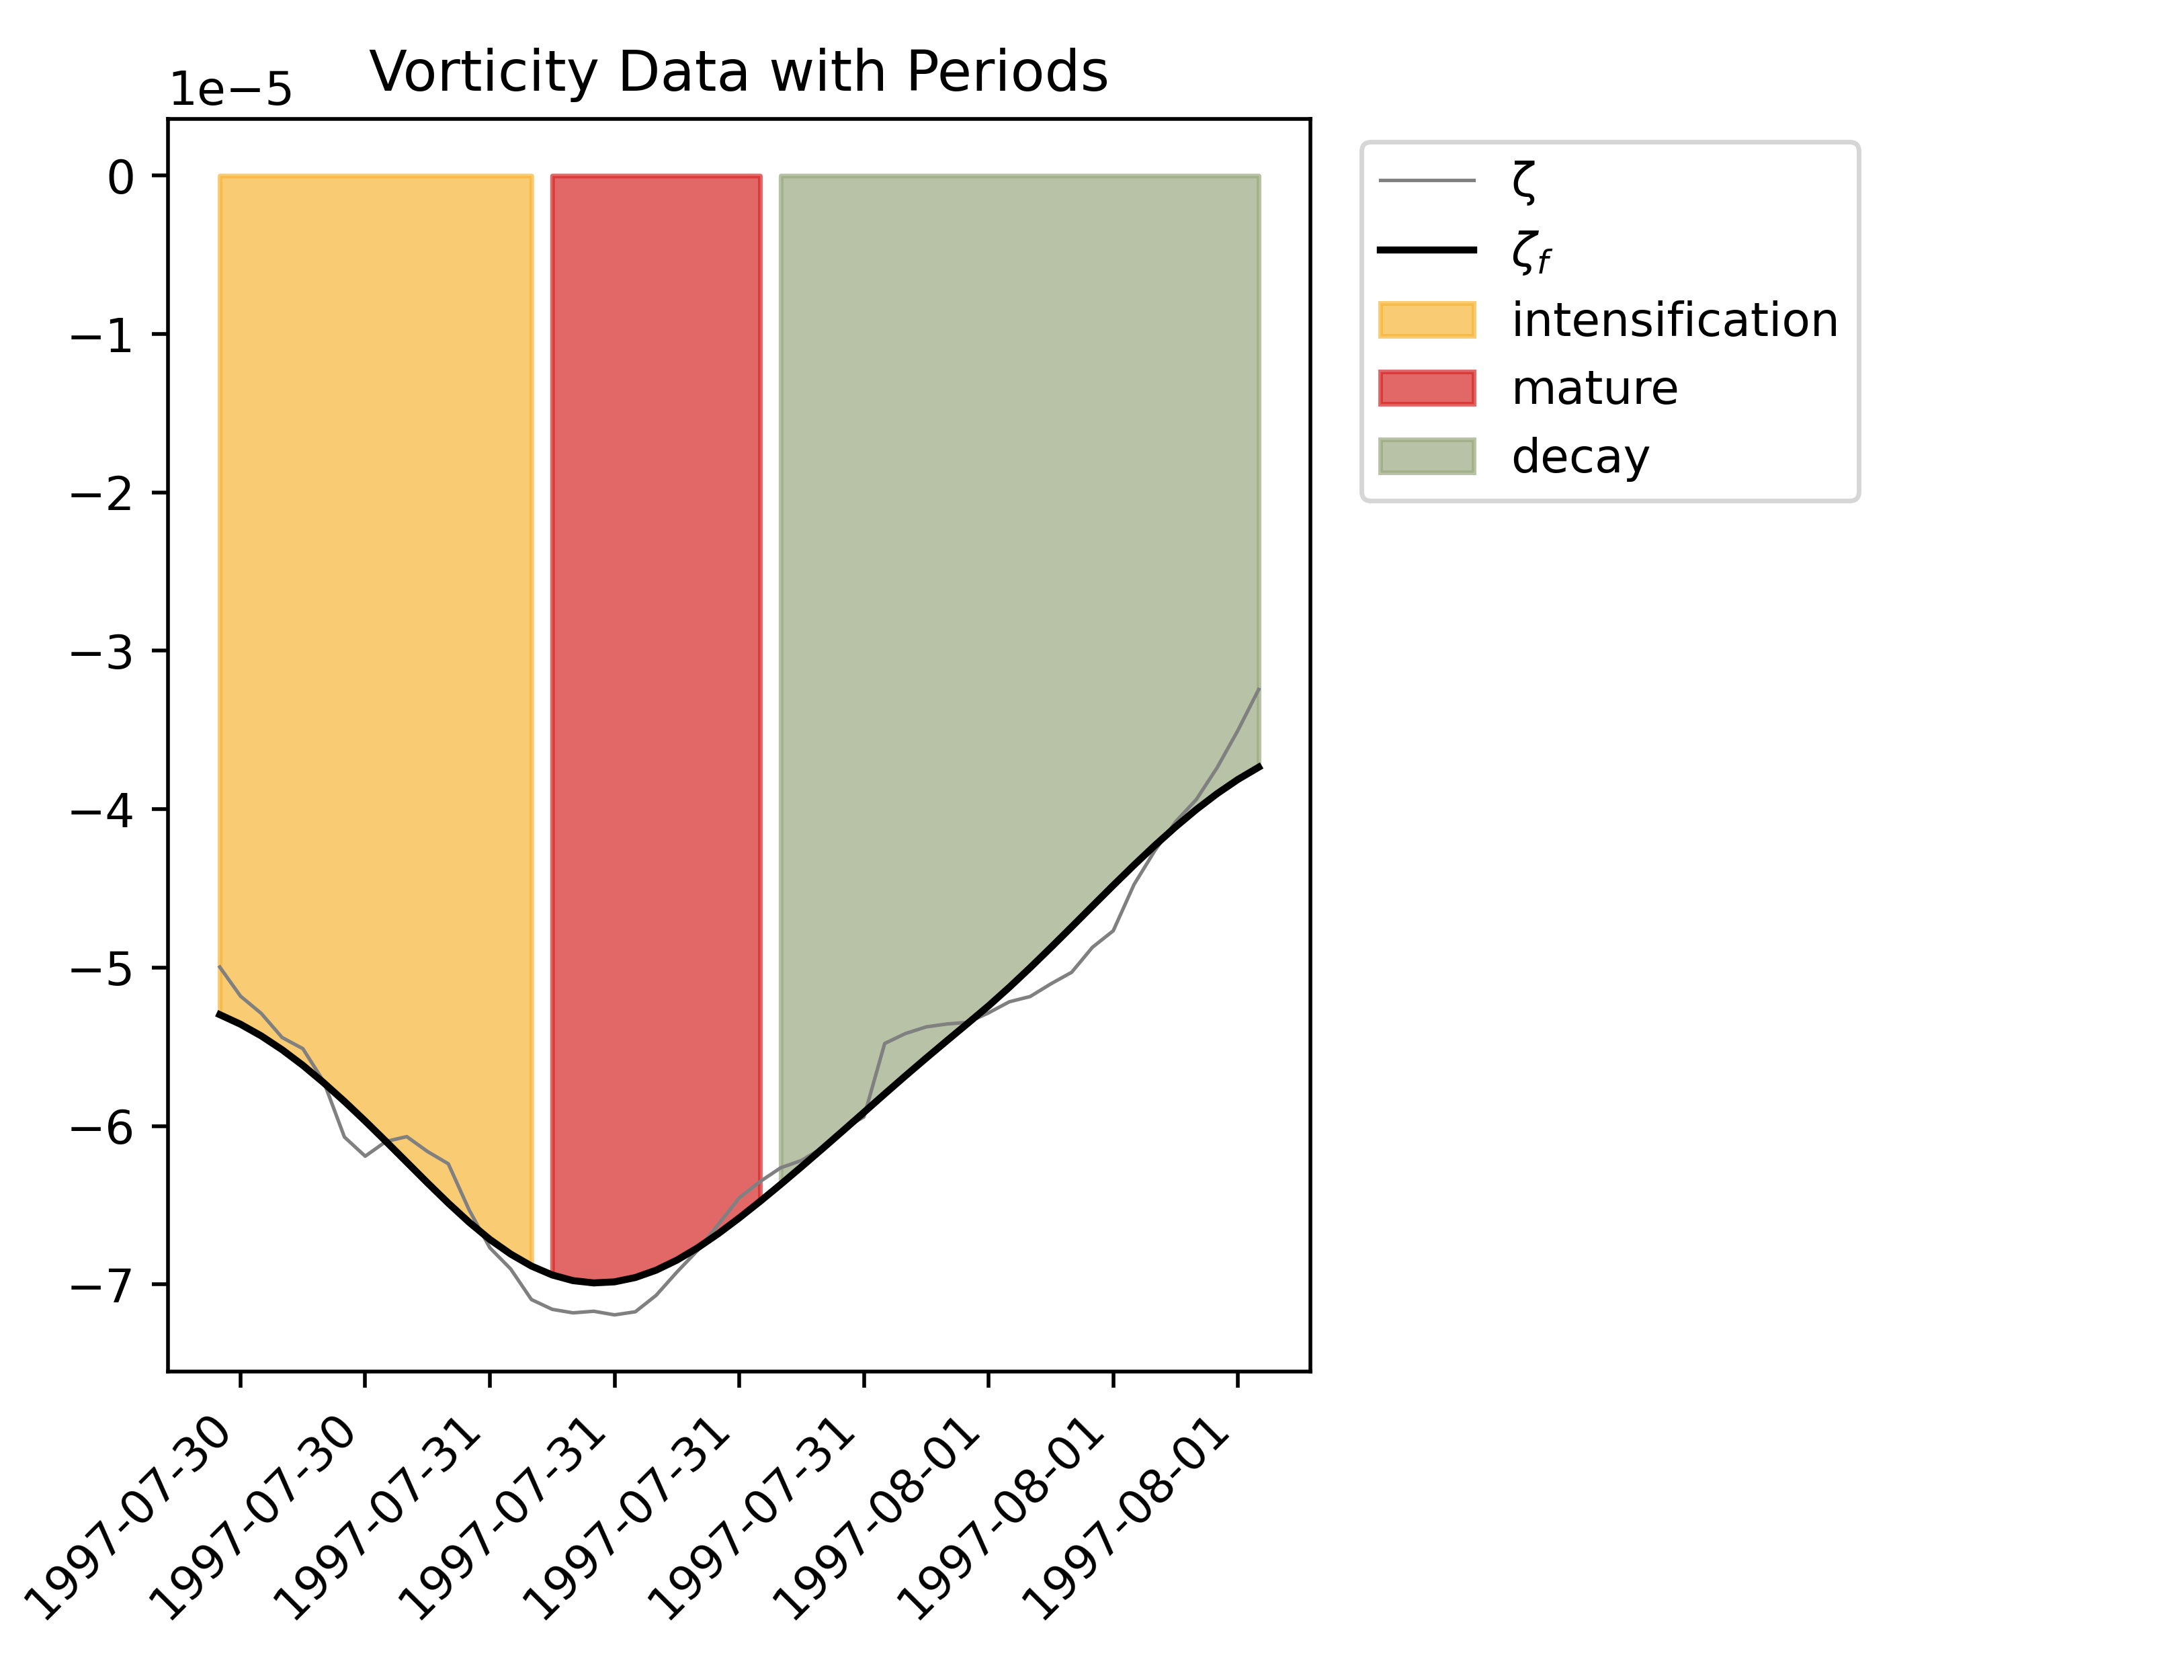 Vorticity Data with Periods
1e−5
0
−1
−2
−3
−4
−5
−6
−7
1997-07-30
1997-07-30
1997-07-31
1997-07-31
1997-07-31
1997-07-31
1997-08-01
1997-08-01
1997-08-01
ζ
ζf
intensification
mature
decay